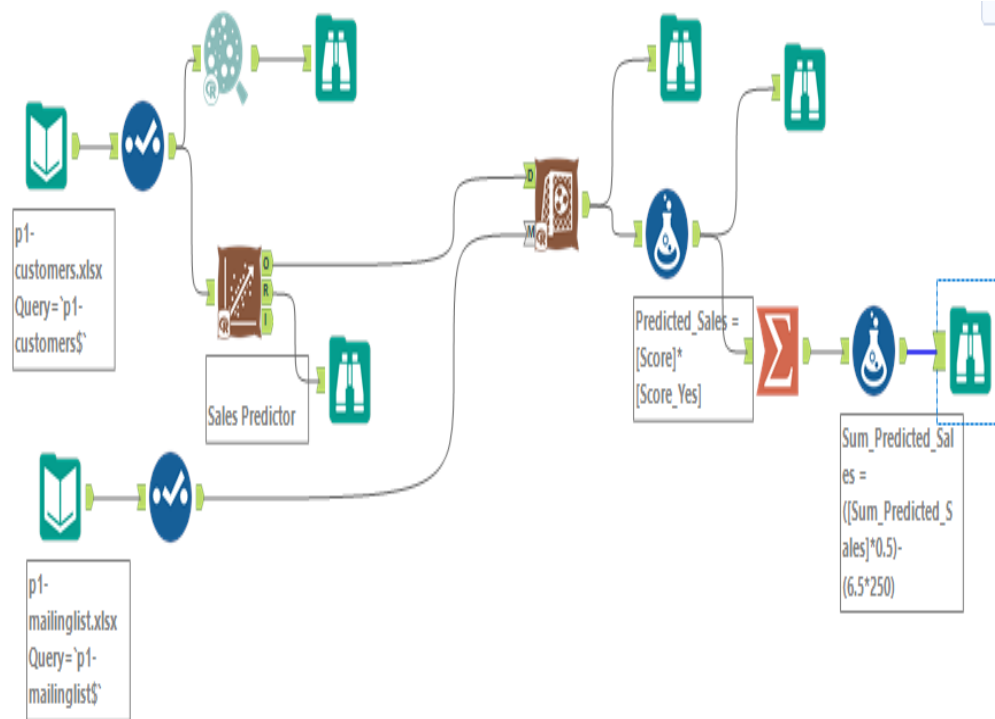 p1-
customers.xlsx
Query=`p1-
customers$`
O
R
I
Sales Predictor
D
M
Predicted_Sales =
[Score]*
[Score_Yes]
Sum_Predicted_Sal
es =
([Sum_Predicted_S
ales]*0.5)-
(6.5*250)
p1-
mailinglist.xlsx
Query=`p1-
mailinglist$`